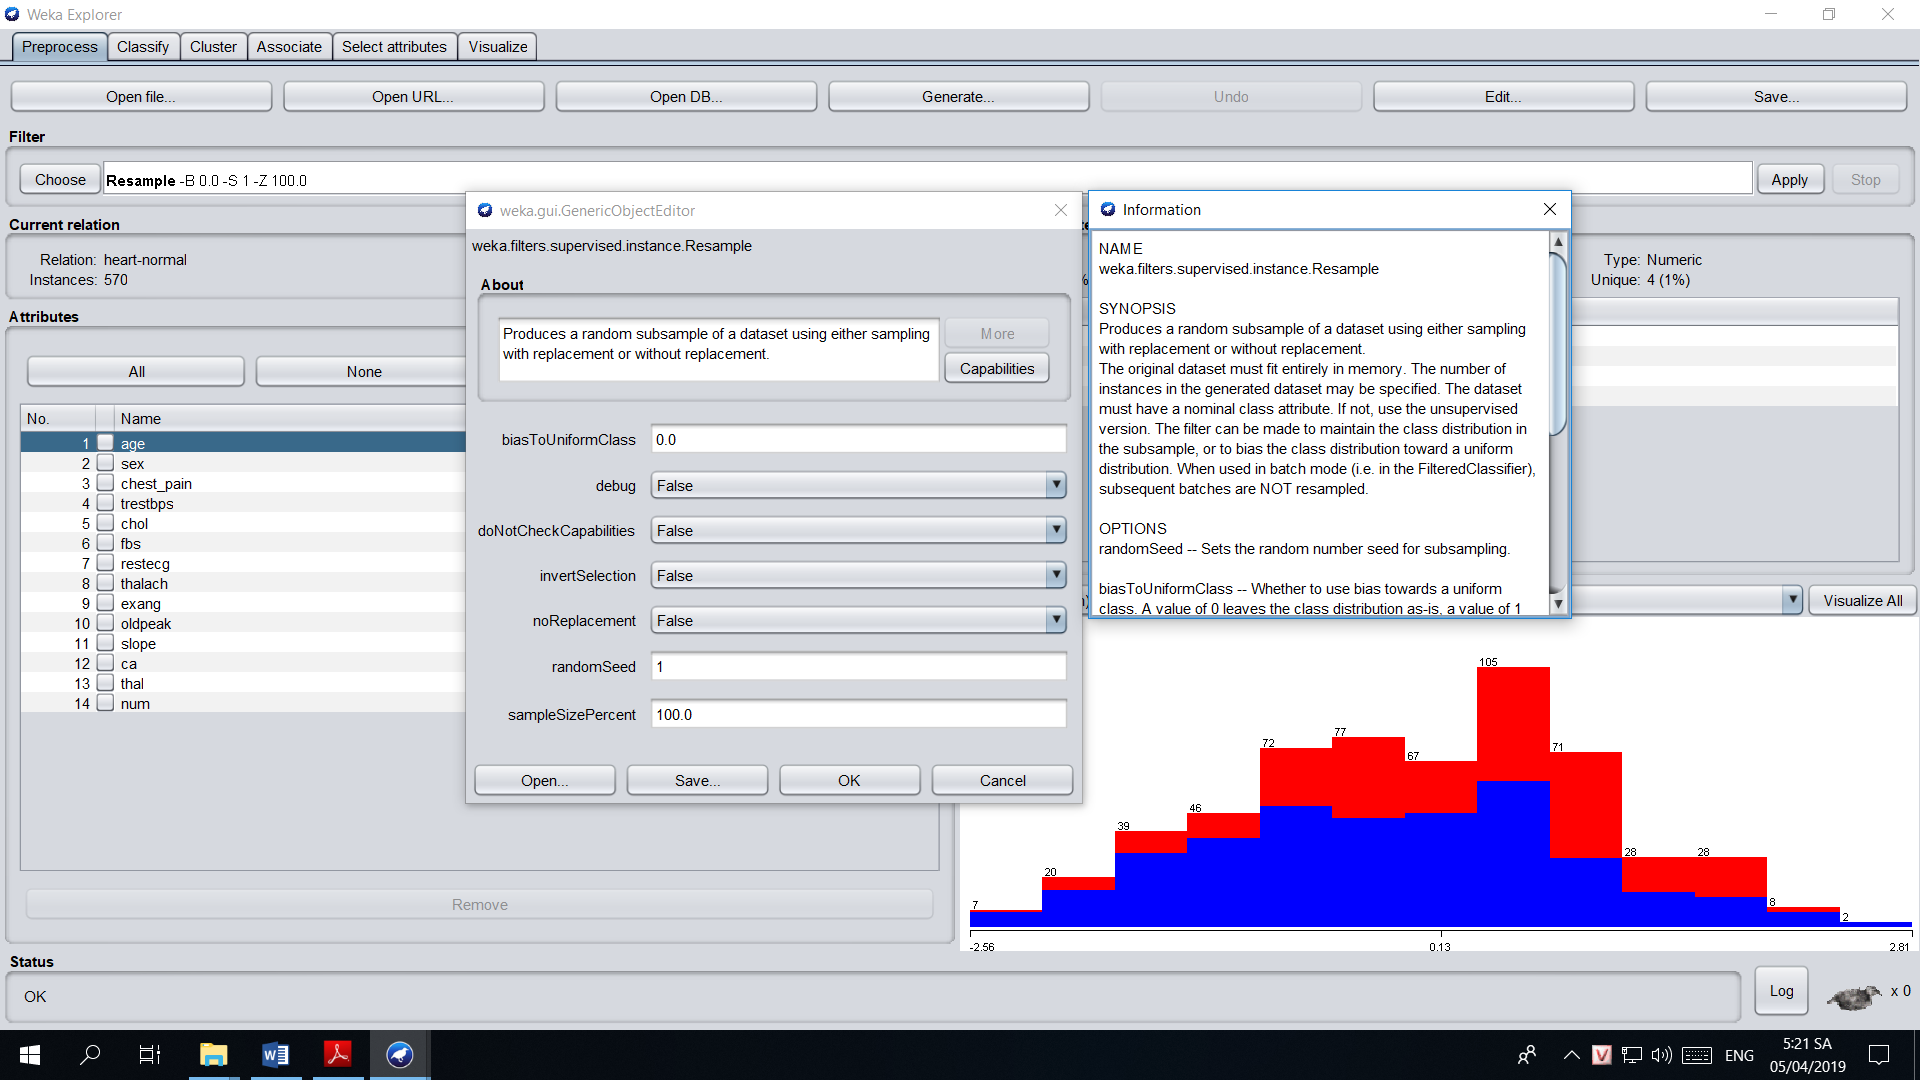 Weka Explorer
Preprocess
Classify
Cluster
Associate
Select attributes
Visualize
Open file...
Open URL...
Open DB...
Generate...
Undo
Edit...
Save...
Filter
Choose
Resample -B 0.0 -S 1 -Z 100.0
Apply
Stop
Current relation
Relation: heart-normal
Instances: 570
Type: Numeric
Unique: 4 (1%)
Attributes
All
None
No.
Name
1 age
2 sex
3 chest_pain
4 trestbps
5 chol
6 fbs
7 restecg
8 thalach
9 exang
10 oldpeak
11 slope
12 ca
13 thal
14 num
Remove
weka.gui.GenericObjectEditor
weka.filters.supervised.instance.Resample
About
Produces a random subsample of a dataset using either sampling
with replacement or without replacement.
More
Capabilities
biasToUniformClass 0.0
debug False
doNotCheckCapabilities False
invertSelection False
noReplacement False
randomSeed 1
sampleSizePercent 100.0
Open...
Save...
OK
Cancel
Information
NAME
weka.filters.supervised.instance.Resample
SYNOPSIS
Produces a random subsample of a dataset using either sampling
with replacement or without replacement.
The original dataset must fit entirely in memory. The number of
instances in the generated dataset may be specified. The dataset
must have a nominal class attribute. If not, use the unsupervised
version. The filter can be made to maintain the class distribution in
the subsample, or to bias the class distribution toward a uniform
distribution. When used in batch mode (i.e. in the FilteredClassifier),
subsequent batches are NOT resampled.
OPTIONS
randomSeed -- Sets the random number seed for subsampling.
biasToUniformClass -- Whether to use bias towards a uniform
class. A value of 0 leaves the class distribution as-is, a value of 1
Visualize All
7
20
39
46
72
77
67
105
71
28
28
8
2
-2.56
0.13
2.81
Status
OK
Log
x 0
ENG
5:21 SA
05/04/2019